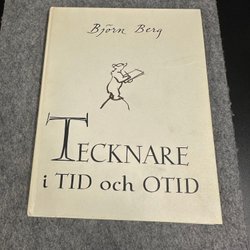 Björn Berg
TECKNARE
i TID och OTID